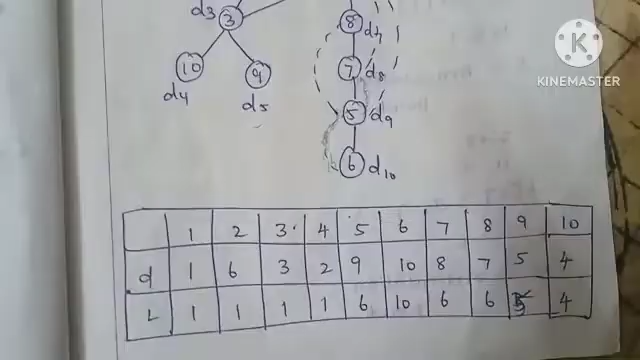 d3 3
8 d7
10 9 7 d8
d4 d5 5 d9
6 d10
K
KINEMASTER
1 2 3 4 5 6 7 8 9 10
d 1 6 3 2 9 10 8 7 5 4
L 1 1 1 1 6 10 6 6 4